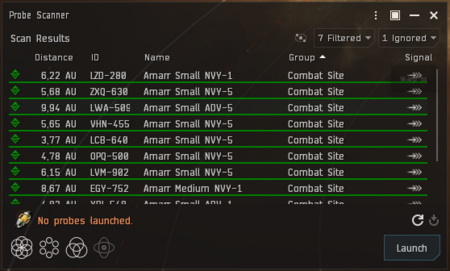 Probe Scanner
Scan Results
7 Filtered
1 Ignored
Distance ID Name Group Signal
6,22 AU LZD-280 Amarr Small NVY-1 Combat Site
5,68 AU ZXQ-630 Amarr Small NVY-5 Combat Site
9,94 AU LWA-509 Amarr Small ADV-5 Combat Site
5,65 AU VHN-455 Amarr Small NVY-5 Combat Site
3,77 AU LCB-640 Amarr Small NVY-5 Combat Site
4,78 AU OPQ-500 Amarr Small NVY-5 Combat Site
6,15 AU LVM-902 Amarr Small NVY-5 Combat Site
8,67 AU EGY-752 Amarr Medium NVY-1 Combat Site
Amarr Small Combat Site
No probes launched.
Launch